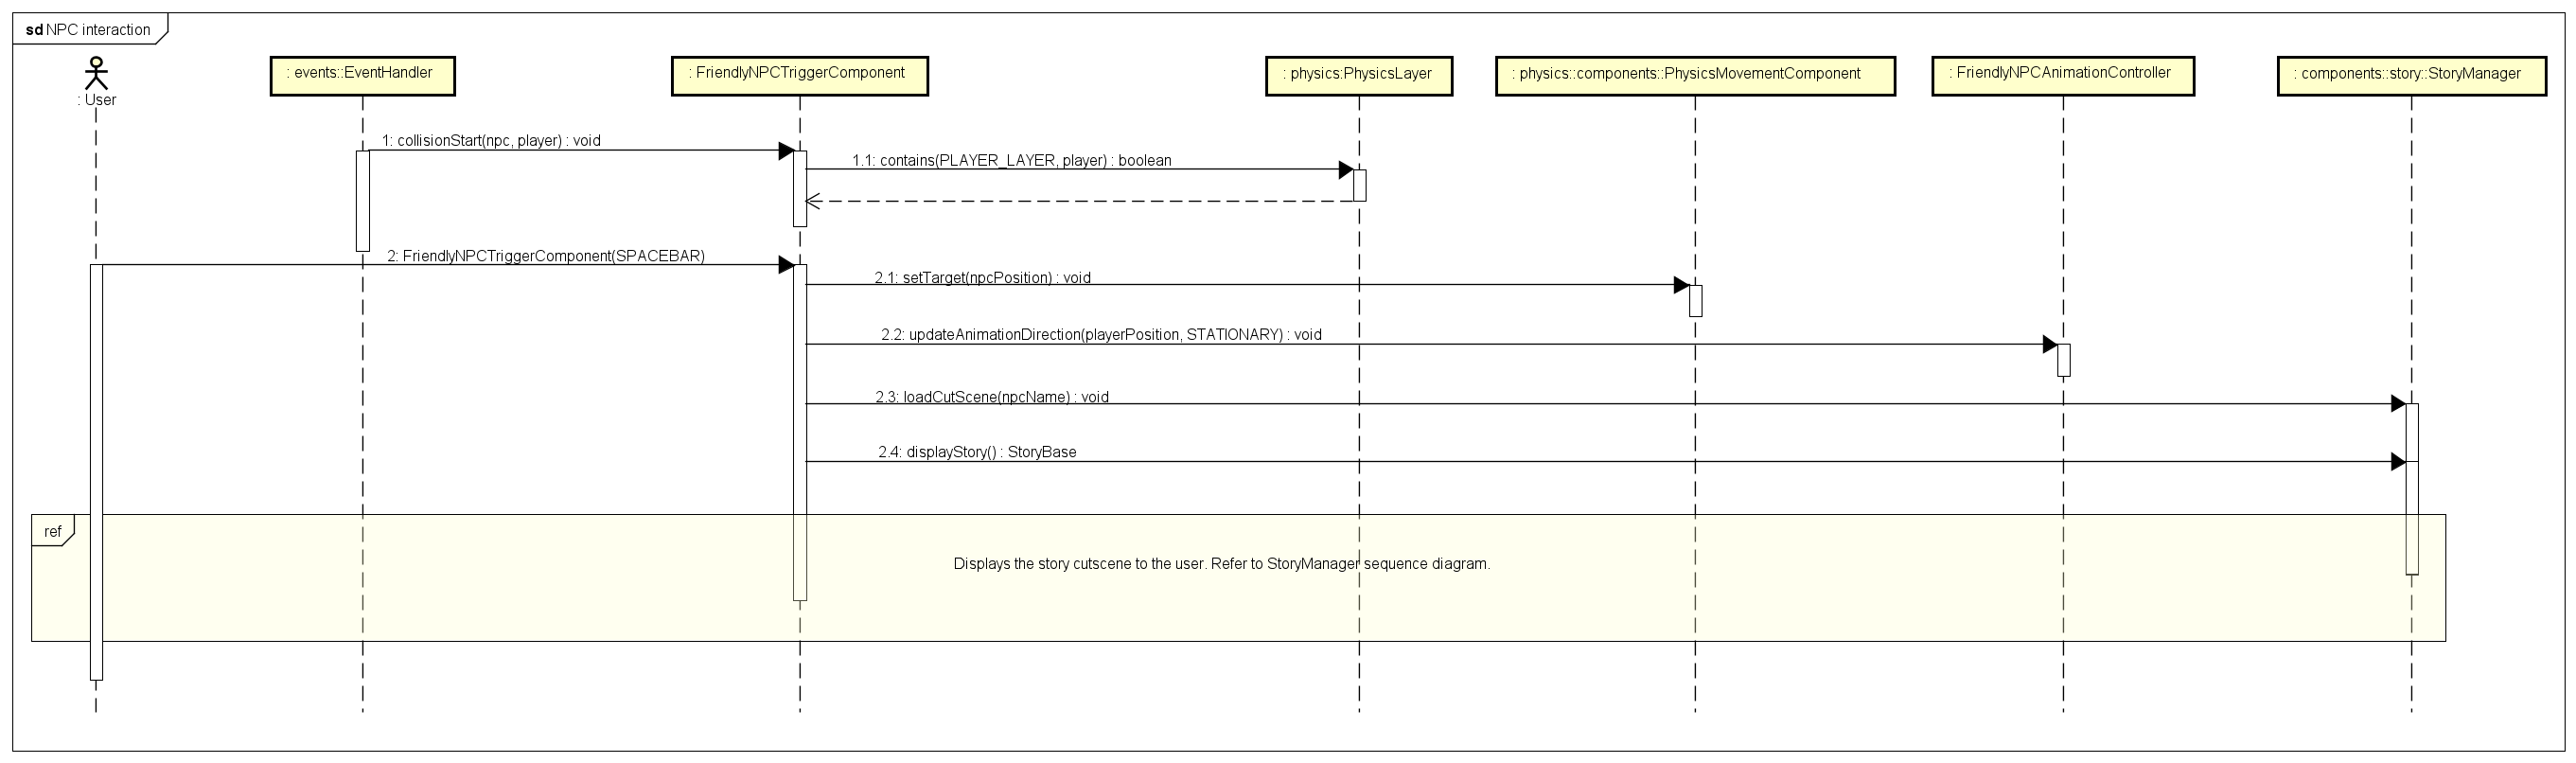 sd NPC interaction
: User
: events::EventHandler
: FriendlyNPCTriggerComponent
: physics:PhysicsLayer
: physics::components::PhysicsMovementComponent
: FriendlyNPCAnimationController
: components::story::StoryManager
1: collisionStart(npc, player) : void
1.1: contains(PLAYER_LAYER, player) : boolean
2: FriendlyNPCTriggerComponent(SPACEBAR)
2.1: setTarget(npcPosition) : void
2.2: updateAnimationDirection(playerPosition, STATIONARY) : void
2.3: loadCutScene(npcName) : void
2.4: displayStory() : StoryBase
ref
Displays the story cutscene to the user. Refer to StoryManager sequence diagram.